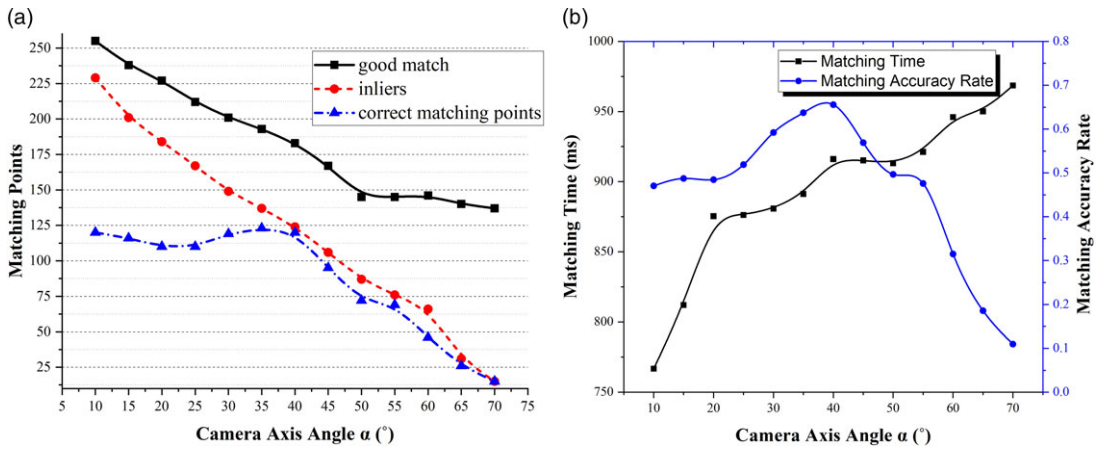 (a)
250
225
200
175
150
125
100
75
50
25
Matching Points
good match
inliers
correct matching points
5 10 15 20 25 30 35 40 45 50 55 60 65 70 75
Camera Axis Angle α (°)
(b)
1000
950
900
850
800
750
Matching Time (ms)
Matching Time
Matching Accuracy Rate
0.8
0.7
0.6
0.5
0.4
0.3
0.2
0.1
0.0
Matching Accuracy Rate
10 20 30 40 50 60 70
Camera Axis Angle α (°)